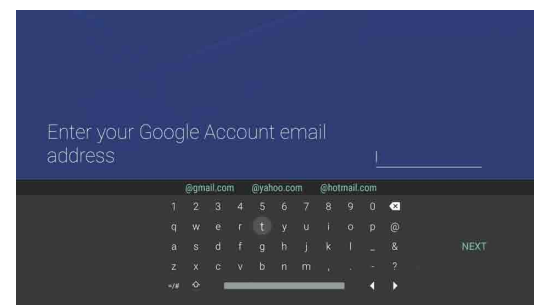 Enter your Google Account email
address
@gmail.com @yahoo.com @hotmail.com
1 2 3 4 5 6 7 8 9 0
q w e r t y u i o p @
a s d f g h j k l _ &
NEXT
z x c v b n m , . - ?
=/#